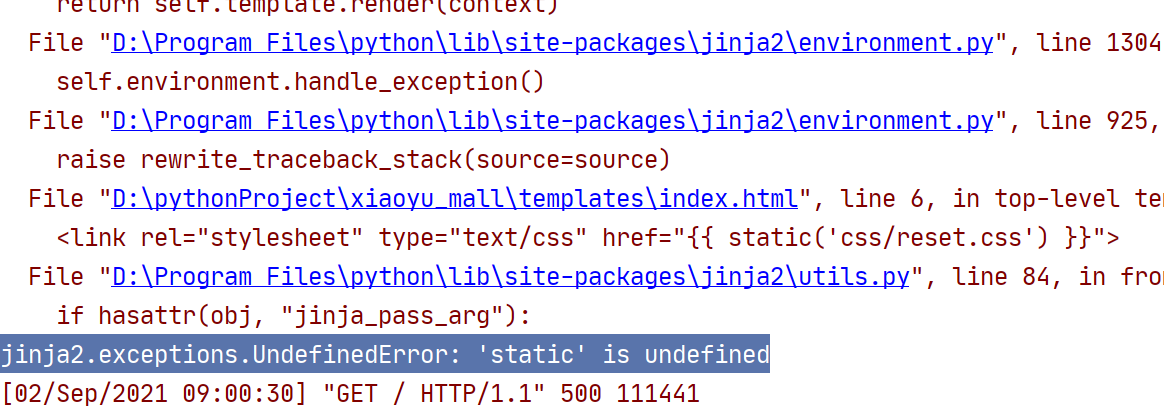 return self.template.render(context)
File "D:\Program Files\python\lib\site-packages\jinja2\environment.py", line 1304
self.environment.handle_exception()
File "D:\Program Files\python\lib\site-packages\jinja2\environment.py", line 925,
raise rewrite_traceback_stack(source=source)
File "D:\pythonProject\xiaoyu_mall\templates\index.html", line 6, in top-level te
<link rel="stylesheet" type="text/css" href="{{ static('css/reset.css') }}">
File "D:\Program Files\python\lib\site-packages\jinja2\utils.py", line 84, in fro
if hasattr(obj, "jinja_pass_arg"):
jinja2.exceptions.UndefinedError: 'static' is undefined
[02/Sep/2021 09:00:30] "GET / HTTP/1.1" 500 111441